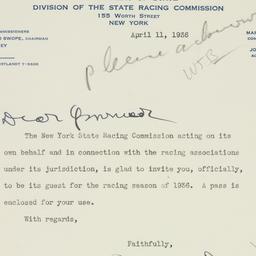 DIVISION OF THE STATE RACING COMMISSION
155 WORTH STREET
NEW YORK
SWOPE, CHAIRMAN
April 11, 1936
please
WFB
Dear
The New York State Racing Commission acting on its
own behalf and in connection with the racing associations
under its jurisdiction, is glad to invite you, officially,
to be its guest for the racing season of 1936. A pass is
enclosed for your use.
With regards,
Faithfully,